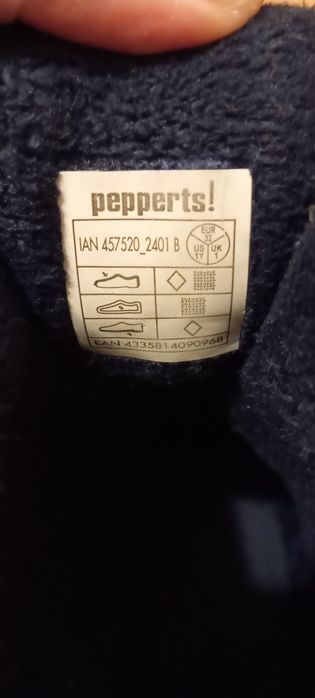 pepperts!
IAN 457520_2401 B
EUR
32
US
1Y
UK
1
EAN 4335814090968